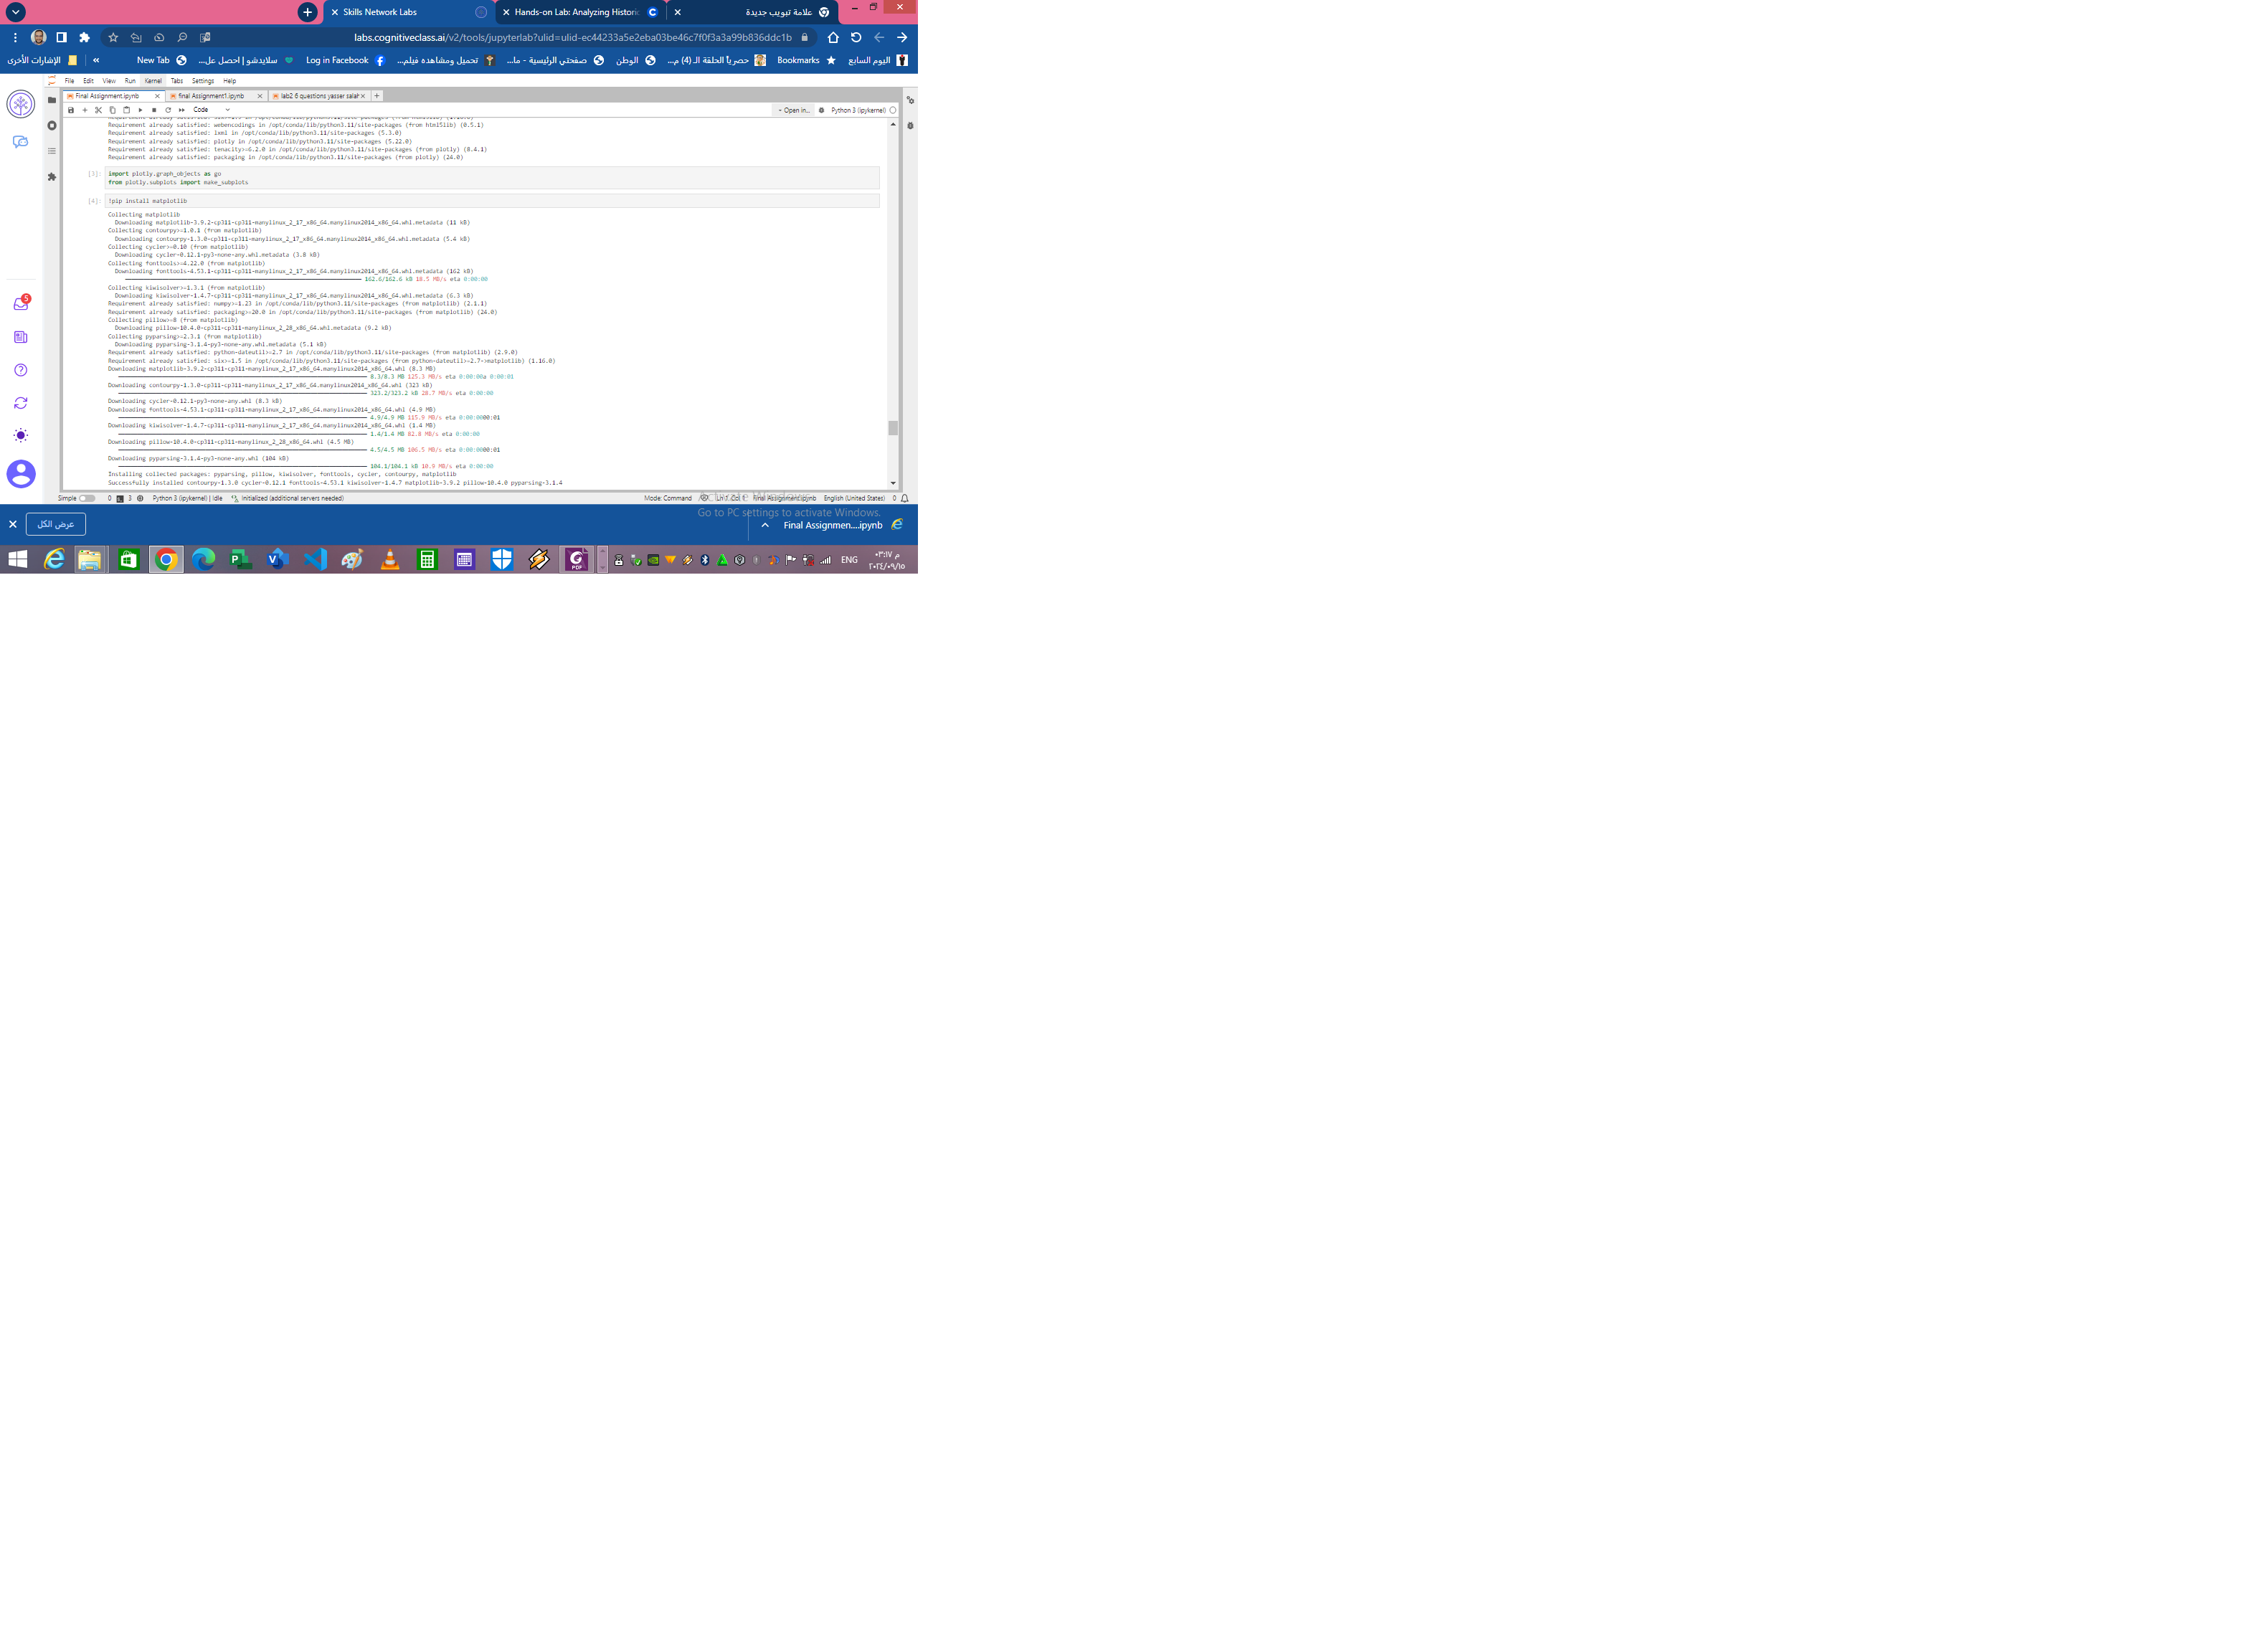 Skills Network Labs
Hands-on Lab: Analyzing Historic
علامة تبويب جديدة
labs.cognitiveclass.ai/v2/tools/jupyterlab?ulid=ulid-ec44233a5e2eba03be46c7f0f3a3a99b836ddc1b
الإشارات الأخرى
»
New Tab
سلايدشو | احصل عل...
Log in Facebook
تحميل ومشاهده فيلم...
صفحتي الرئيسية - ما...
الوطن
حصرياً الحلقة الـ (4) م...
Bookmarks
اليوم السابع
File Edit View Run Kernel Tabs Settings Help
Final Assignment.ipynb
final Assignment1.ipynb
lab2 6 questions yasser salah
Code
Open in...
Python 3 (ipykernel)
Requirement already satisfied: webencodings in /opt/conda/lib/python3.11/site-packages (from html5lib) (0.5.1)
Requirement already satisfied: lxml in /opt/conda/lib/python3.11/site-packages (5.3.0)
Requirement already satisfied: plotly in /opt/conda/lib/python3.11/site-packages (5.22.0)
Requirement already satisfied: tenacity>=6.2.0 in /opt/conda/lib/python3.11/site-packages (from plotly) (8.4.1)
Requirement already satisfied: packaging in /opt/conda/lib/python3.11/site-packages (from plotly) (24.0)
[3]: import plotly.graph_objects as go
from plotly.subplots import make_subplots
[4]: !pip install matplotlib
Collecting matplotlib
Downloading matplotlib-3.9.2-cp311-cp311-manylinux_2_17_x86_64.manylinux2014_x86_64.whl.metadata (11 kB)
Collecting contourpy>=1.0.1 (from matplotlib)
Downloading contourpy-1.3.0-cp311-cp311-manylinux_2_17_x86_64.manylinux2014_x86_64.whl.metadata (5.4 kB)
Collecting cycler>=0.10 (from matplotlib)
Downloading cycler-0.12.1-py3-none-any.whl.metadata (3.8 kB)
Collecting fonttools>=4.22.0 (from matplotlib)
Downloading fonttools-4.53.1-cp311-cp311-manylinux_2_17_x86_64.manylinux2014_x86_64.whl.metadata (162 kB)
162.6/162.6 kB 18.5 MB/s eta 0:00:00
Collecting kiwisolver>=1.3.1 (from matplotlib)
Downloading kiwisolver-1.4.7-cp311-cp311-manylinux_2_17_x86_64.manylinux2014_x86_64.whl.metadata (6.3 kB)
Requirement already satisfied: numpy>=1.23 in /opt/conda/lib/python3.11/site-packages (from matplotlib) (2.1.1)
Requirement already satisfied: packaging>=20.0 in /opt/conda/lib/python3.11/site-packages (from matplotlib) (24.0)
Collecting pillow>=8 (from matplotlib)
Downloading pillow-10.4.0-cp311-cp311-manylinux_2_28_x86_64.whl.metadata (9.2 kB)
Collecting pyparsing>=2.3.1 (from matplotlib)
Downloading pyparsing-3.1.4-py3-none-any.whl.metadata (5.1 kB)
Requirement already satisfied: python-dateutil>=2.7 in /opt/conda/lib/python3.11/site-packages (from matplotlib) (2.9.0)
Requirement already satisfied: six>=1.5 in /opt/conda/lib/python3.11/site-packages (from python-dateutil>=2.7->matplotlib) (1.16.0)
Downloading matplotlib-3.9.2-cp311-cp311-manylinux_2_17_x86_64.manylinux2014_x86_64.whl (8.3 MB)
8.3/8.3 MB 125.3 MB/s eta 0:00:00a 0:00:01
Downloading contourpy-1.3.0-cp311-cp311-manylinux_2_17_x86_64.manylinux2014_x86_64.whl (323 kB)
323.2/323.2 kB 28.7 MB/s eta 0:00:00
Downloading cycler-0.12.1-py3-none-any.whl (8.3 kB)
Downloading fonttools-4.53.1-cp311-cp311-manylinux_2_17_x86_64.manylinux2014_x86_64.whl (4.9 MB)
4.9/4.9 MB 115.9 MB/s eta 0:00:0000:01
Downloading kiwisolver-1.4.7-cp311-cp311-manylinux_2_17_x86_64.manylinux2014_x86_64.whl (1.4 MB)
1.4/1.4 MB 82.8 MB/s eta 0:00:00
Downloading pillow-10.4.0-cp311-cp311-manylinux_2_28_x86_64.whl (4.5 MB)
4.5/4.5 MB 106.5 MB/s eta 0:00:0000:01
Downloading pyparsing-3.1.4-py3-none-any.whl (104 kB)
104.1/104.1 kB 10.9 MB/s eta 0:00:00
Installing collected packages: pyparsing, pillow, kiwisolver, fonttools, cycler, contourpy, matplotlib
Successfully installed contourpy-1.3.0 cycler-0.12.1 fonttools-4.53.1 kiwisolver-1.4.7 matplotlib-3.9.2 pillow-10.4.0 pyparsing-3.1.4
5
Simple 0 3 Python 3 (ipykernel) | Idle Initialized (additional servers needed)
Mode: Command Ln 1, Col 1 Final Assignment.ipynb English (United States) 0
Activate Windows
Go to PC settings to activate Windows.
عرض الكل
Final Assignmen....ipynb
PDF
ENG
٠٣:١٧ م
٢٠٢٤/٠٩/١٥